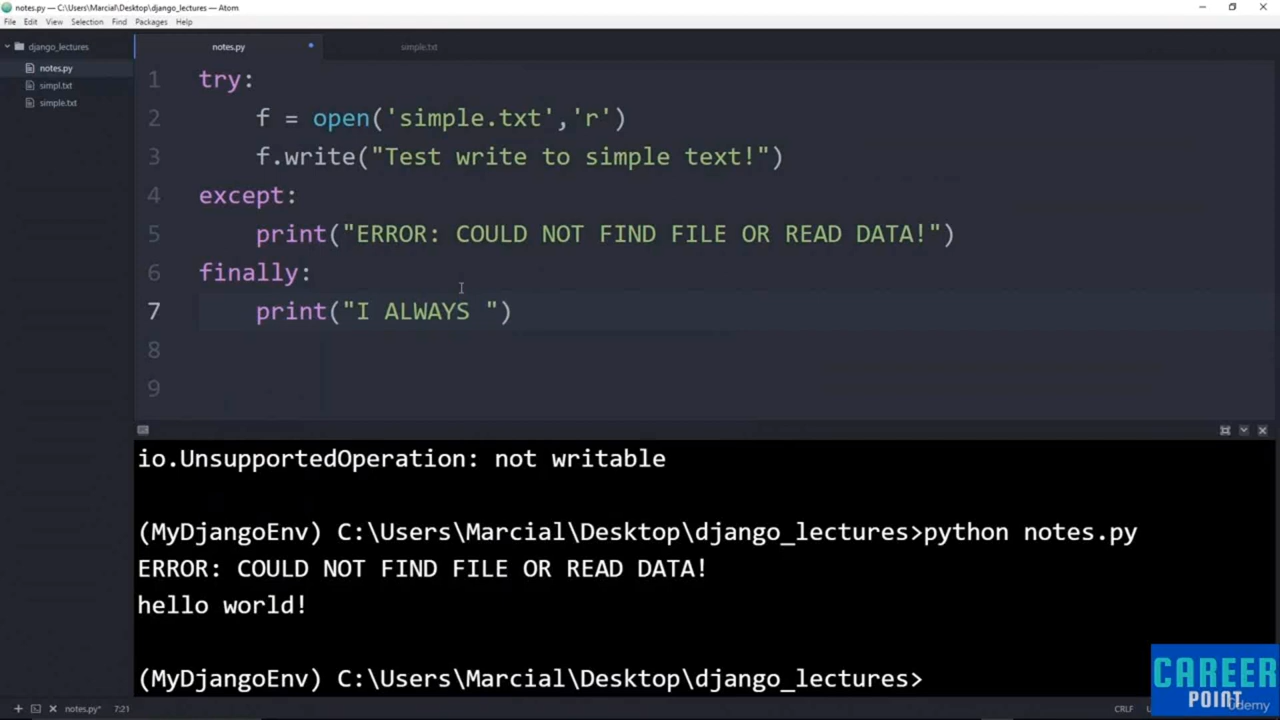 notes.py — C:\Users\Marcial\Desktop\django_lectures — Atom
File Edit View Selection Find Packages Help
django_lectures
notes.py
simpl.txt
simple.txt
notes.py simple.txt
1 try:
2 f = open('simple.txt','r')
3 f.write("Test write to simple text!")
4 except:
5 print("ERROR: COULD NOT FIND FILE OR READ DATA!")
6 finally:
7 print("I ALWAYS ")
8
9
io.UnsupportedOperation: not writable
(MyDjangoEnv) C:\Users\Marcial\Desktop\django_lectures>python notes.py
ERROR: COULD NOT FIND FILE OR READ DATA!
hello world!
(MyDjangoEnv) C:\Users\Marcial\Desktop\django_lectures>
notes.py* 7:21 CRLF
CAREER
POINT
Udemy